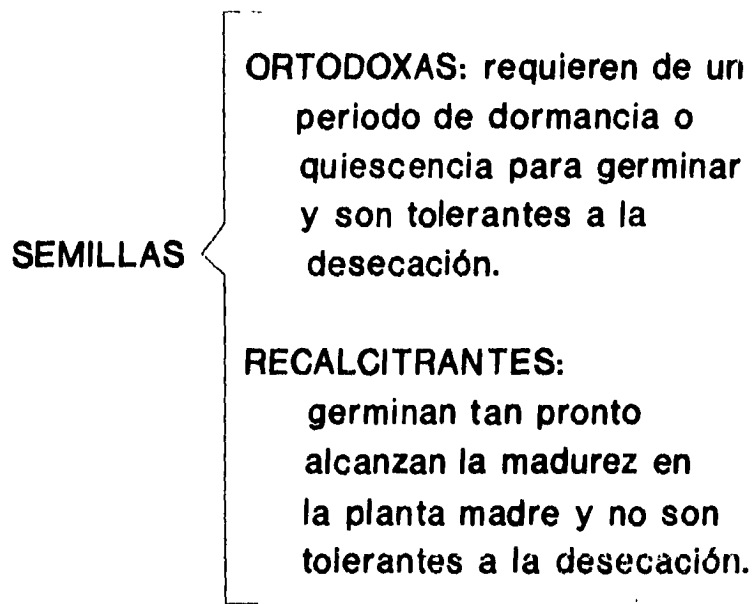 ORTODOXAS: requieren de un
periodo de dormancia o
quiescencia para germinar
y son tolerantes a la
desecación.
SEMILLAS
RECALCITRANTES:
germinan tan pronto
alcanzan la madurez en
la planta madre y no son
tolerantes a la desecación.